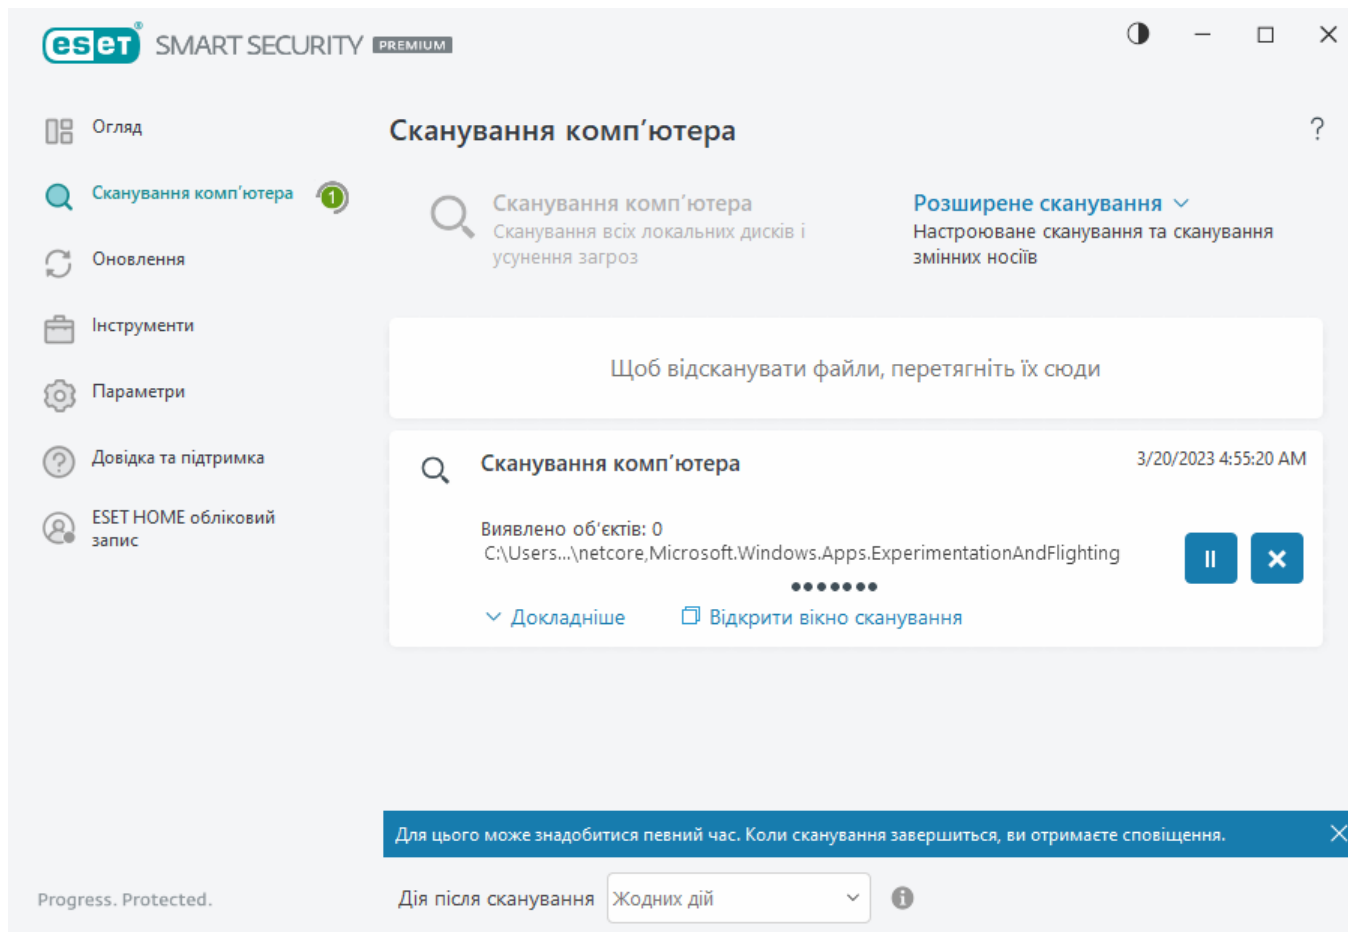 eset® SMART SECURITY PREMIUM
Огляд
Сканування комп’ютера 1
Оновлення
Інструменти
Параметри
Довідка та підтримка
ESET HOME обліковий
запис
Progress. Protected.
Сканування комп’ютера ?
Сканування комп’ютера
Сканування всіх локальних дисків і
усунення загроз
Розширене сканування
Настроюване сканування та сканування
змінних носіїв
Щоб відсканувати файли, перетягніть їх сюди
Сканування комп’ютера 3/20/2023 4:55:20 AM
Виявлено об’єктів: 0
C:\Users...\netcore,Microsoft.Windows.Apps.ExperimentationAndFlighting
Докладніше Відкрити вікно сканування
Для цього може знадобитися певний час. Коли сканування завершиться, ви отримаєте сповіщення.
Дія після сканування Жодних дій